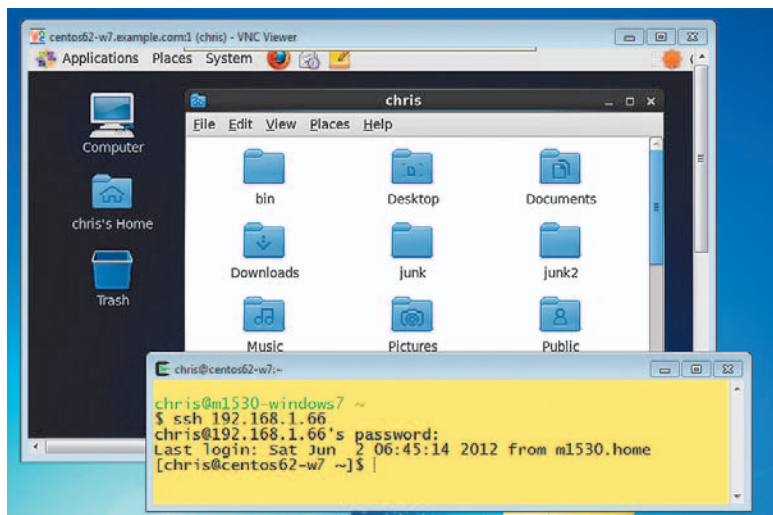 centos62-w7.example.com:1 (chris) - VNC Viewer
Applications Places System
chris
File Edit View Places Help
Computer
bin
Desktop
Documents
chris's Home
Downloads
junk
junk2
Trash
Music
Pictures
Public
chris@centos62-w7:~
chris@m1530-windows7 ~
$ ssh 192.168.1.66
chris@192.168.1.66's password:
Last login: Sat Jun  2 06:45:14 2012 from m1530.home
[chris@centos62-w7 ~]$